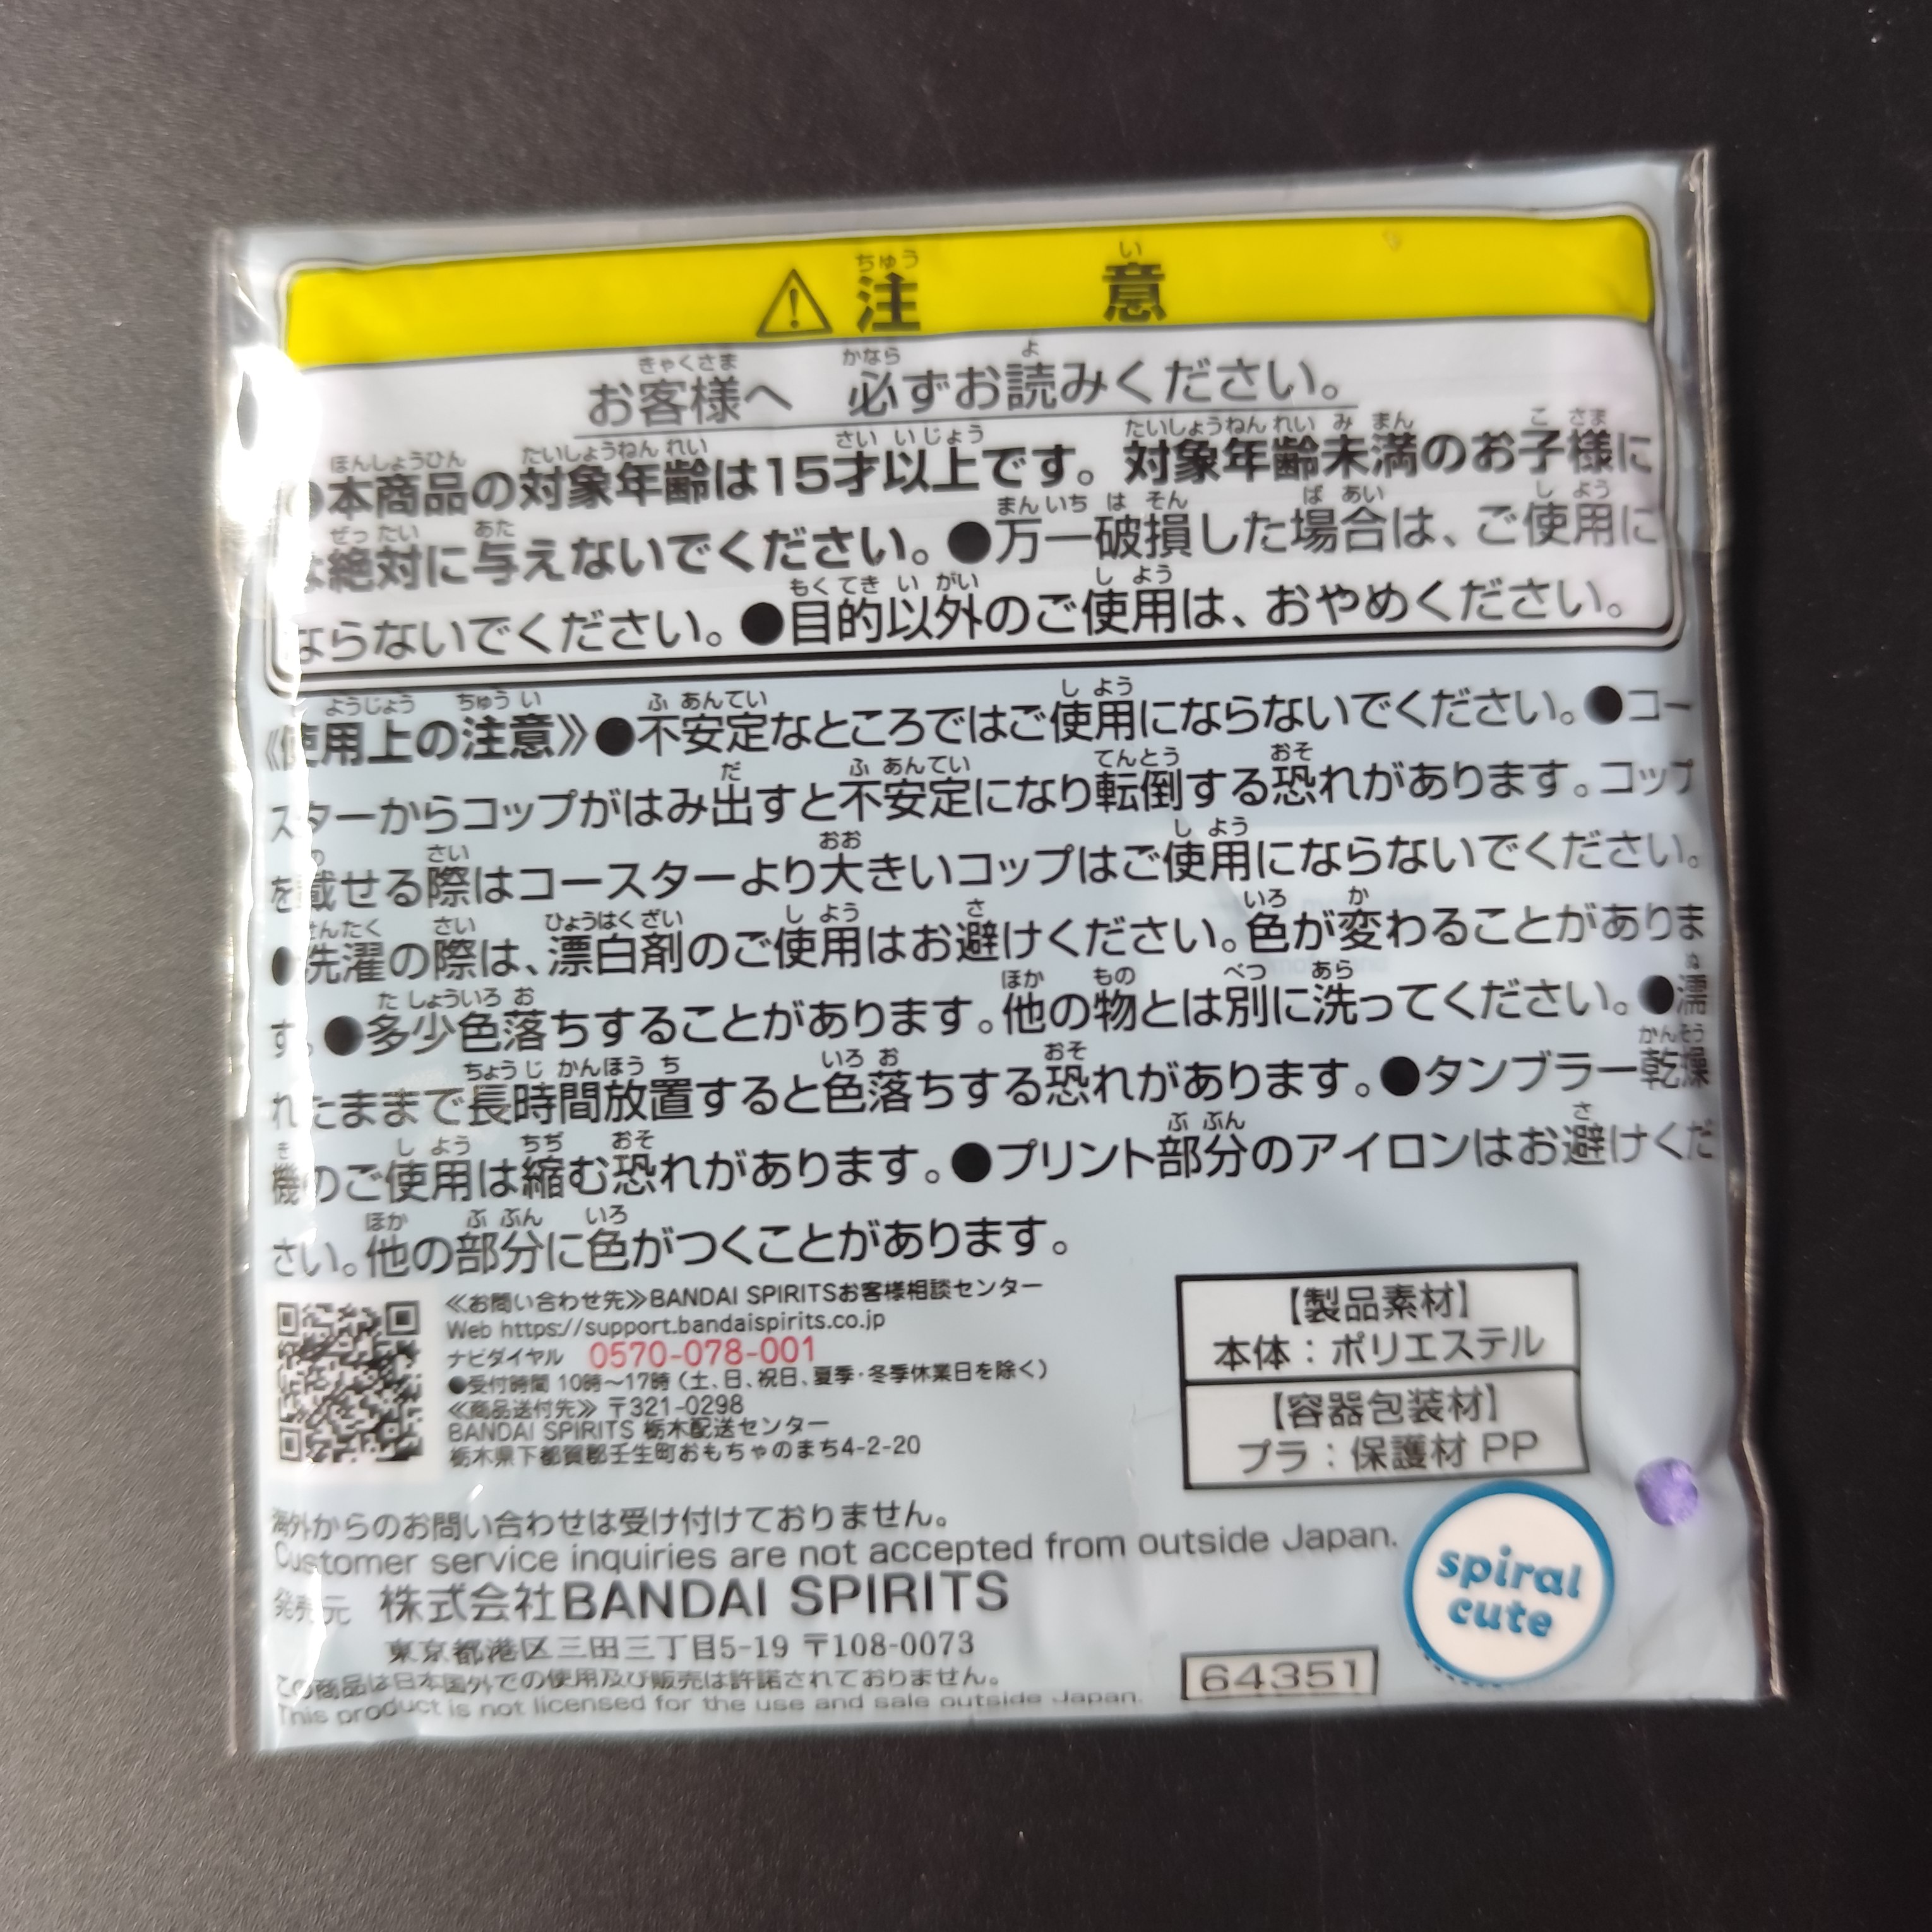 ⚠注意
お客様へ 必ずお読みください。
●本商品の対象年齢は15才以上です。対象年齢未満のお子様に
は絶対に与えないでください。●万一破損した場合は、ご使用に
ならないでください。●目的以外のご使用は、おやめください。
《使用上の注意》●不安定なところではご使用にならないでください。●コー
スターからコップがはみ出すと不安定になり転倒する恐れがあります。コップ
を載せる際はコースターより大きいコップはご使用にならないでください。
●洗濯の際は、漂白剤のご使用はお避けください。色が変わることがありま
す。●多少色落ちすることがあります。他の物とは別に洗ってください。●濡
れたままで長時間放置すると色落ちする恐れがあります。●タンブラー乾燥
機のご使用は縮む恐れがあります。●プリント部分のアイロンはお避けくだ
さい。他の部分に色がつくことがあります。
≪お問い合わせ先≫BANDAI SPIRITSお客様相談センター
Web https://support.bandaispirits.co.jp
ナビダイヤル 0570-078-001
●受付時間 10時〜17時（土、日、祝日、夏季・冬季休業日を除く）
≪商品送付先≫ 〒321-0298
BANDAI SPIRITS 栃木配送センター
栃木県下都賀郡壬生町おもちゃのまち4-2-20
【製品素材】
本体：ポリエステル
【容器包装材】
プラ：保護材 PP
海外からのお問い合わせは受け付けておりません。
Customer service inquiries are not accepted from outside Japan.
発売元 株式会社BANDAI SPIRITS
東京都港区三田三丁目5-19 〒108-0073
この商品は日本国外での使用及び販売は許諾されておりません。
This product is not licensed for the use and sale outside Japan.
64351
spiral
cute